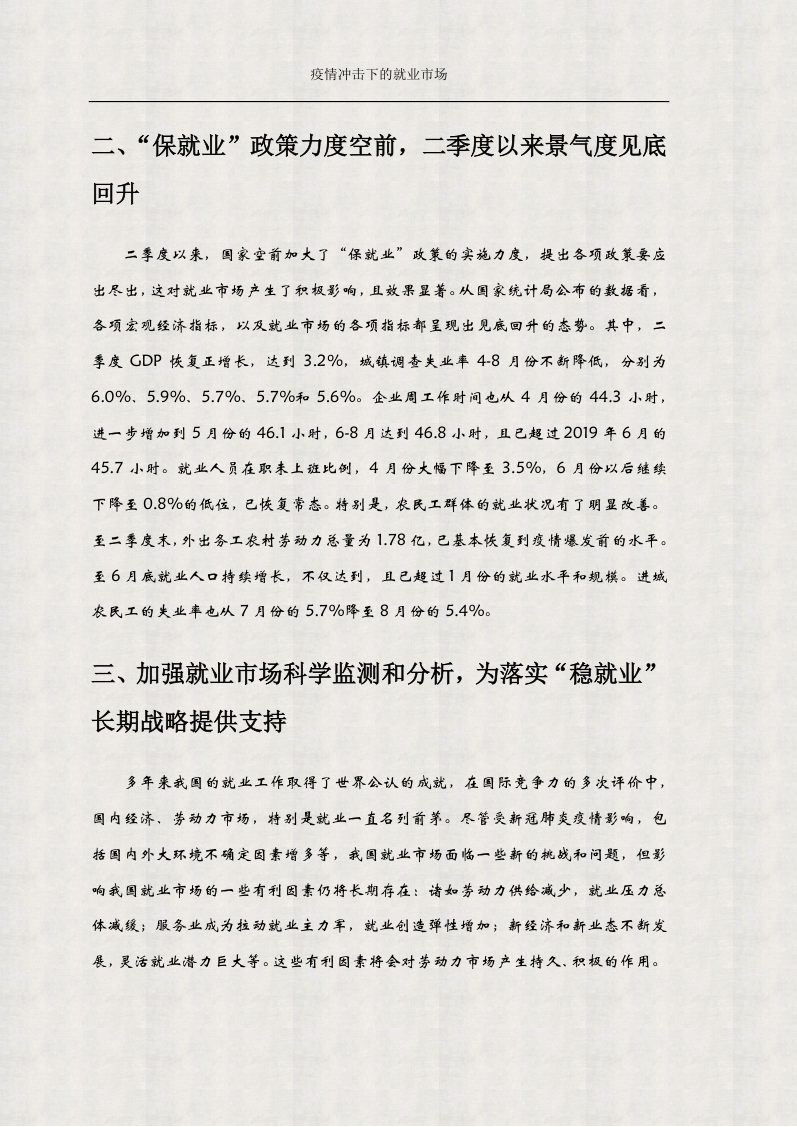 疫情冲击下的就业市场
二、“保就业”政策力度空前，二季度以来景气度见底
回升
二季度以来，国家空前加大了“保就业”政策的实施力度，提出各项政策要应
出尽出，这对就业市场产生了积极影响，且效果显著。从国家统计局公布的数据看，
各项宏观经济指标，以及就业市场的各项指标都呈现出见底回升的态势。其中，二
季度 GDP 恢复正增长，达到 3.2%，城镇调查失业率 4-8 月份不断降低，分别为
6.0%、5.9%、5.7%、5.7%和 5.6%。企业周工作时间也从 4 月份的 44.3 小时，
进一步增加到 5 月份的 46.1 小时，6-8 月达到 46.8 小时，且已超过 2019 年 6 月的
45.7 小时。就业人员在职未上班比例，4 月份大幅下降至 3.5%，6 月份以后继续
下降至 0.8%的低位，已恢复常态。特别是，农民工群体的就业状况有了明显改善。
至二季度末，外出务工农村劳动力总量为 1.78 亿，已基本恢复到疫情爆发前的水平。
至 6 月底就业人口持续增长，不仅达到，且已超过 1 月份的就业水平和规模。进城
农民工的失业率也从 7 月份的 5.7%降至 8 月份的 5.4%。
三、加强就业市场科学监测和分析，为落实“稳就业”
长期战略提供支持
多年来我国的就业工作取得了世界公认的成就，在国际竞争力的多次评价中，
国内经济、劳动力市场，特别是就业一直名列前茅。尽管受新冠肺炎疫情影响，包
括国内外大环境不确定因素增多等，我国就业市场面临一些新的挑战和问题，但影
响我国就业市场的一些有利因素仍将长期存在：诸如劳动力供给减少，就业压力总
体减缓；服务业成为拉动就业主力军，就业创造弹性增加；新经济和新业态不断发
展，灵活就业潜力巨大等。这些有利因素将会对劳动力市场产生持久、积极的作用。